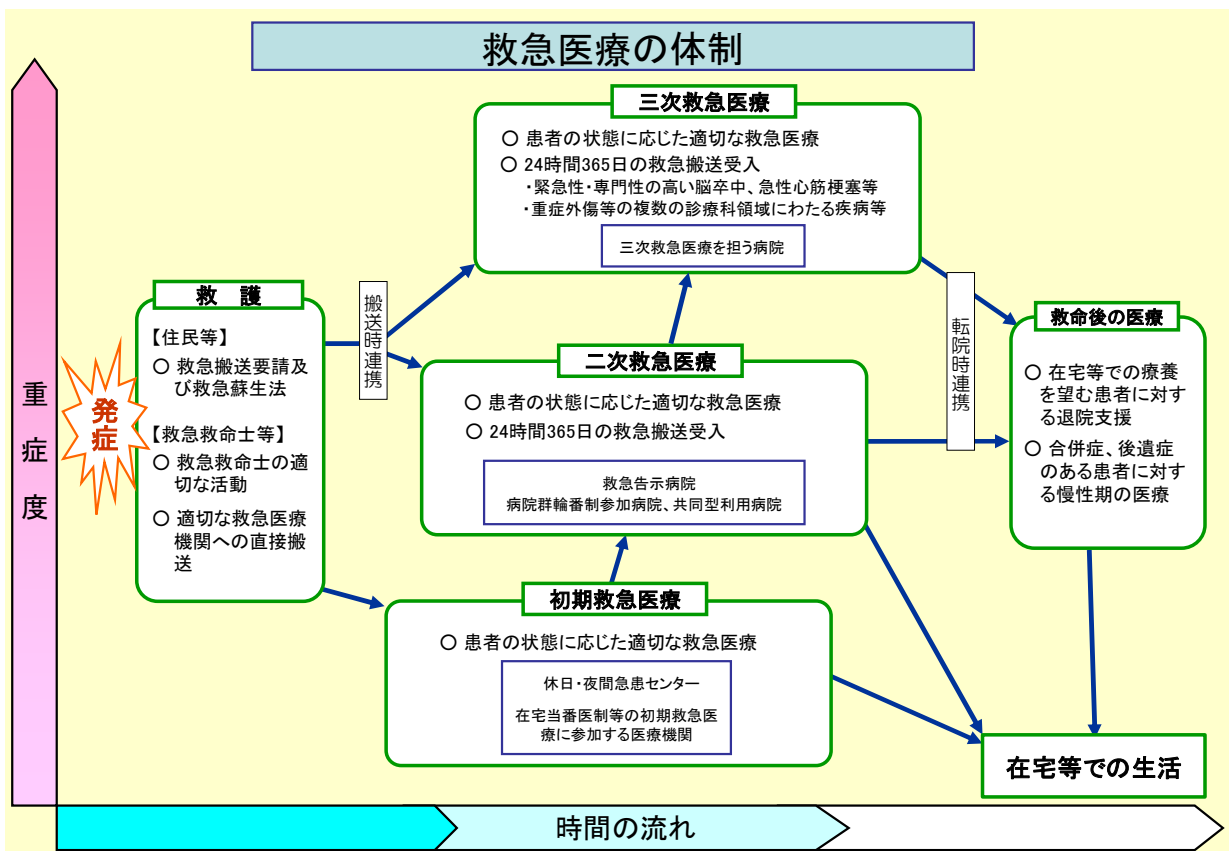 救急医療の体制
重症度
発症
救 護
【住民等】
○ 救急搬送要請及
び救急蘇生法
【救急救命士等】
○ 救急救命士の適
切な活動
○ 適切な救急医療
機関への直接搬
送
搬送時連携
三次救急医療
○ 患者の状態に応じた適切な救急医療
○ 24時間365日の救急搬送受入
・緊急性・専門性の高い脳卒中、急性心筋梗塞等
・重症外傷等の複数の診療科領域にわたる疾病等
三次救急医療を担う病院
二次救急医療
○ 患者の状態に応じた適切な救急医療
○ 24時間365日の救急搬送受入
救急告示病院
病院群輪番制参加病院、共同型利用病院
初期救急医療
○ 患者の状態に応じた適切な救急医療
休日・夜間急患センター
在宅当番医制等の初期救急医
療に参加する医療機関
転院時連携
救命後の医療
○ 在宅等での療養
を望む患者に対す
る退院支援
○ 合併症、後遺症
のある患者に対す
る慢性期の医療
在宅等での生活
時間の流れ